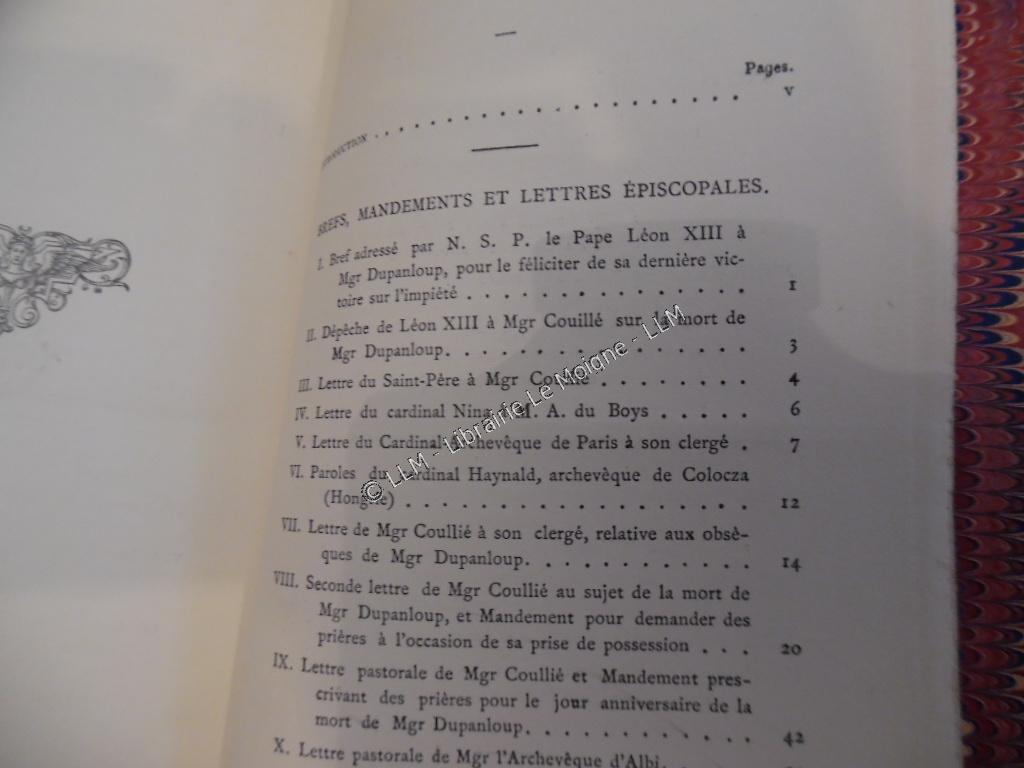 Pages.
INTRODUCTION . . . . . . . . . . . . . . . . . . . . V
BREFS, MANDEMENTS ET LETTRES ÉPISCOPALES.
I. Bref adressé par N. S. P. le Pape Léon XIII à
Mgr Dupanloup, pour le féliciter de sa dernière vic-
toire sur l'impiété . . . . . . . . . . . . . . . 1
II. Dépêche de Léon XIII à Mgr Couillé sur la mort de
Mgr Dupanloup. . . . . . . . . . . . . . . . . 3
III. Lettre du Saint-Père à Mgr . . . . . . . . 4
IV. Lettre du cardinal Nina à M. A. du Boys . . . . . 6
V. Lettre du Cardinal-Archevêque de Paris à son clergé . 7
VI. Paroles du cardinal Haynald, archevêque de Colocza
(Hongrie) . . . . . . . . . . . . . . . . . . . 12
VII. Lettre de Mgr Coullié à son clergé, relative aux obsè-
ques de Mgr Dupanloup. . . . . . . . . . . . . 14
VIII. Seconde lettre de Mgr Coullié au sujet de la mort de
Mgr Dupanloup, et Mandement pour demander des
prières à l'occasion de sa prise de possession . . . 20
IX. Lettre pastorale de Mgr Coullié et Mandement pres-
crivant des prières pour le jour anniversaire de la
mort de Mgr Dupanloup. . . . . . . . . . . . . 42
X. Lettre pastorale de Mgr l'Archevêque d'Albi.
© LLM - Librairie Le Moigne - LLM